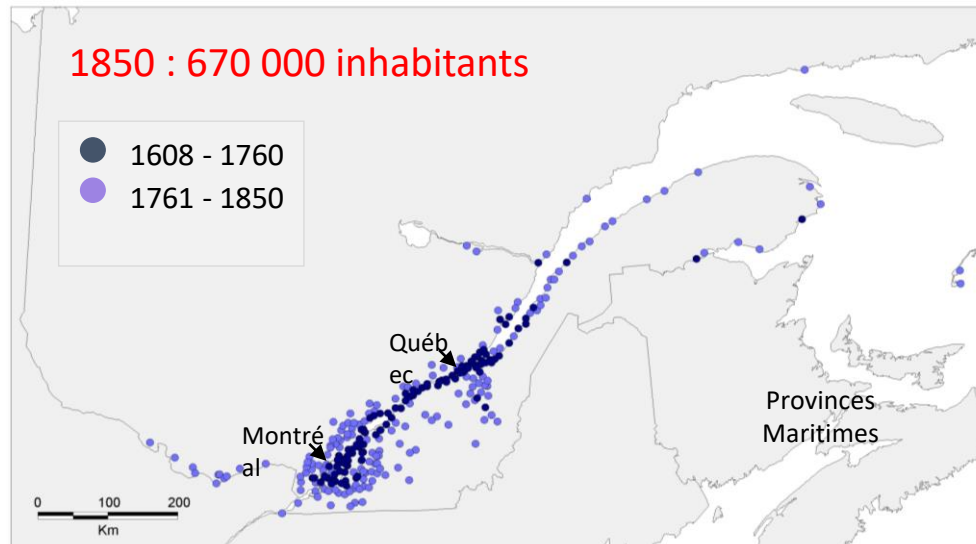 1850 : 670 000 inhabitants
1608 - 1760
1761 - 1850
Québ
ec
Montré
al
Provinces
Maritimes
0 100 200
Km